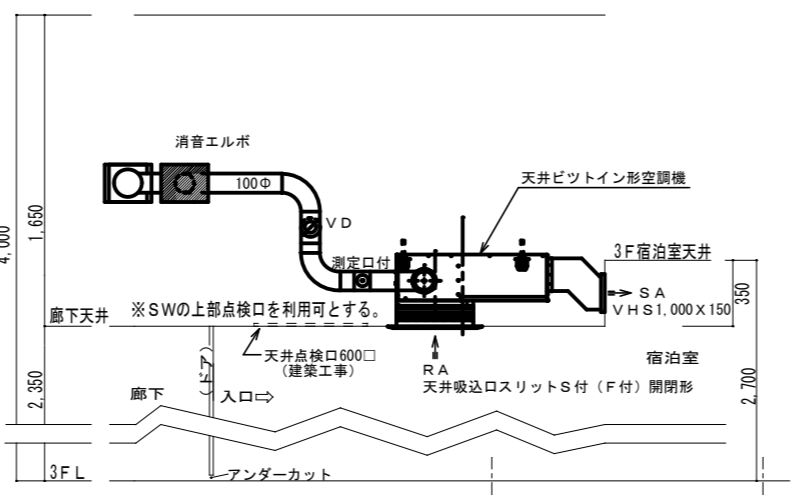 消音エルボ
100Φ
天井ビツトイン形空調機
VD
測定口付
3F宿泊室天井
4,000
1,650
SA
VHS1,000X150
350
廊下天井
※SWの上部点検口を利用可とする。
天井点検口600□
(建築工事)
RA
天井吸込口スリットS付(F付)開閉形
宿泊室
2,350
(ドア)
廊下
入口⇨
2,700
3FL
アンダーカット